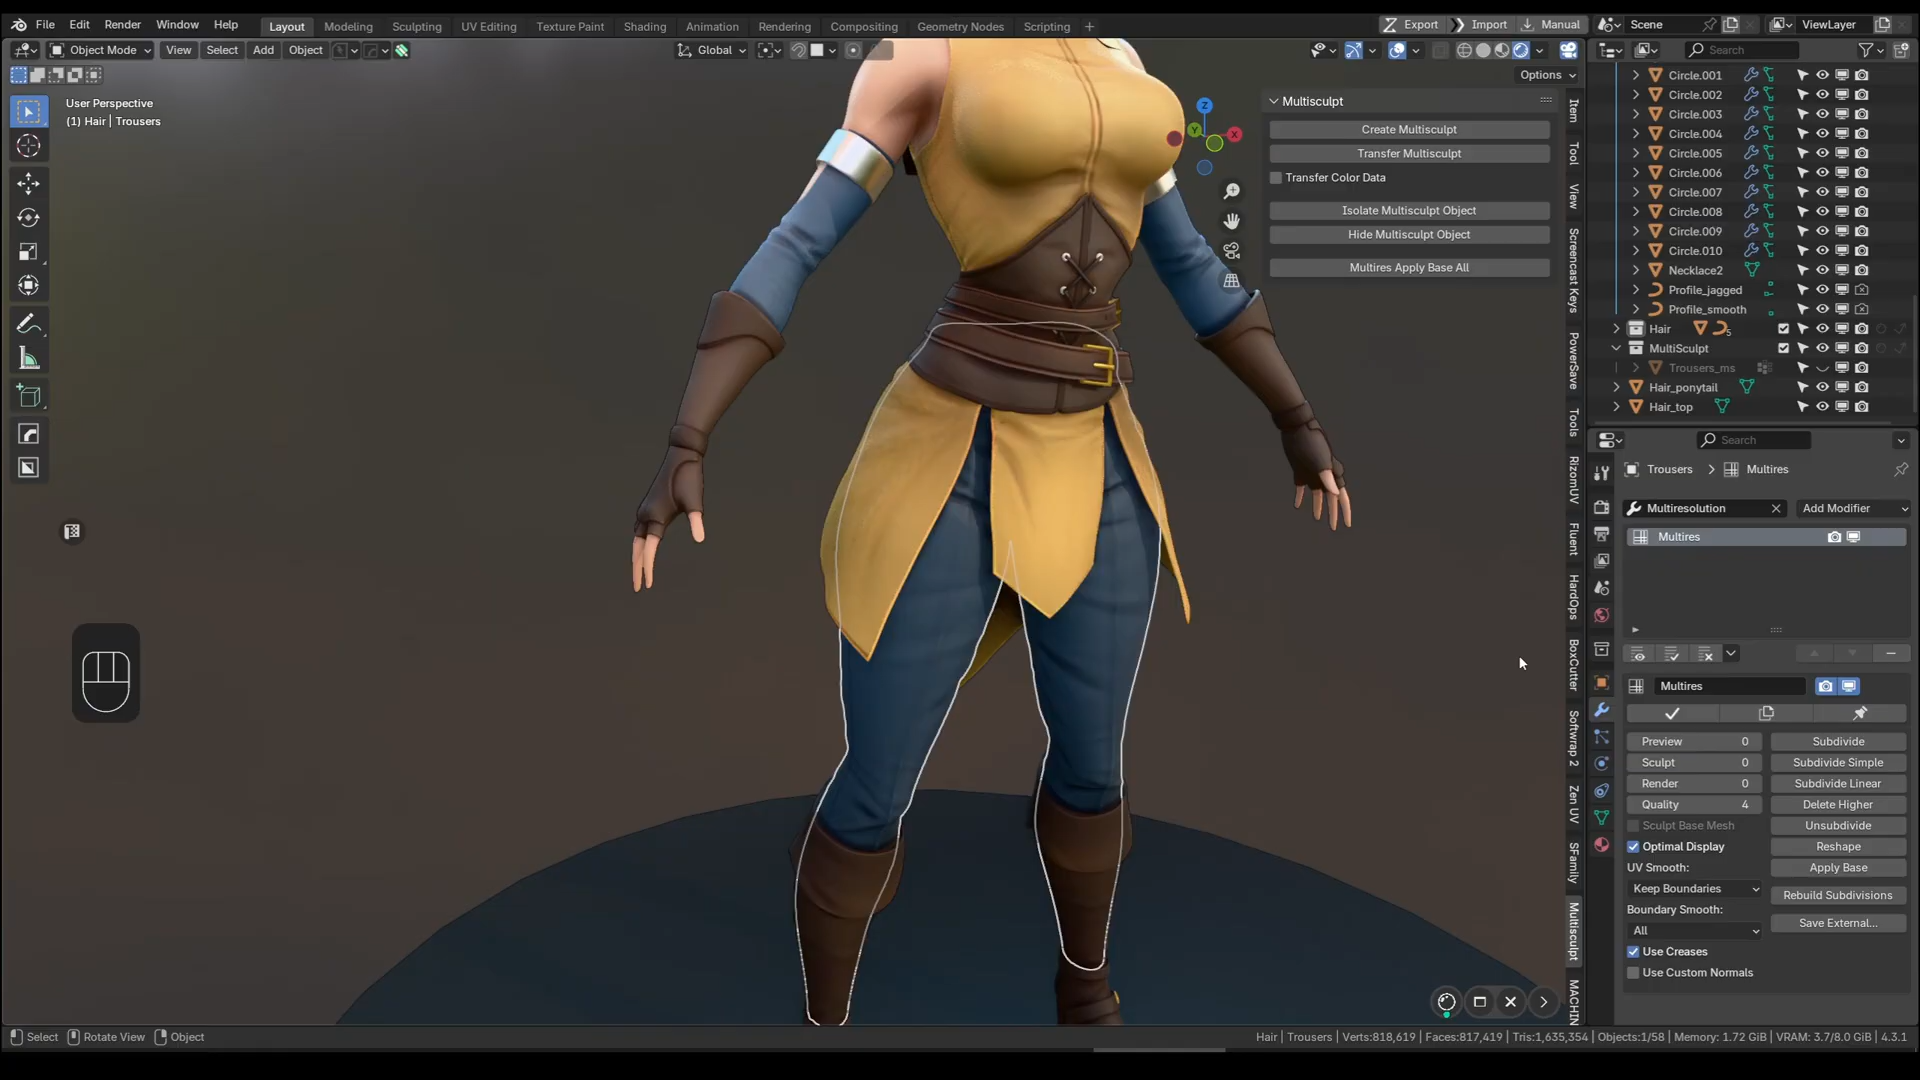 File Edit Render Window Help
Layout Modeling Sculpting UV Editing Texture Paint Shading Animation Rendering Compositing Geometry Nodes Scripting +
Export Import Manual
Scene
ViewLayer
Object Mode View Select Add Object
Global
Options
User Perspective
(1) Hair | Trousers
Z
Y
X
Multisculpt
Create Multisculpt
Transfer Multisculpt
Transfer Color Data
Isolate Multisculpt Object
Hide Multisculpt Object
Multires Apply Base All
Item
Tool
View
Screencast Keys
PowerSave
Tools
RizomUV
Fluent
HardOps
BoxCutter
Softwrap 2
Zen UV
SFamily
Multisculpt
MACHIN
Search
Circle.001
Circle.002
Circle.003
Circle.004
Circle.005
Circle.006
Circle.007
Circle.008
Circle.009
Circle.010
Necklace2
Profile_jagged
Profile_smooth
Hair 5
MultiSculpt
Trousers_ms
Hair_ponytail
Hair_top
Search
Trousers > Multires
Multiresolution Add Modifier
Multires
Multires
Preview 0 Subdivide
Sculpt 0 Subdivide Simple
Render 0 Subdivide Linear
Quality 4 Delete Higher
Sculpt Base Mesh Unsubdivide
Optimal Display Reshape
UV Smooth: Apply Base
Keep Boundaries Rebuild Subdivisions
Boundary Smooth: Save External...
All
Use Creases
Use Custom Normals
Select Rotate View Object
Hair | Trousers | Verts:818,619 | Faces:817,419 | Tris:1,635,354 | Objects:1/58 | Memory: 1.72 GiB | VRAM: 3.7/8.0 GiB | 4.3.1